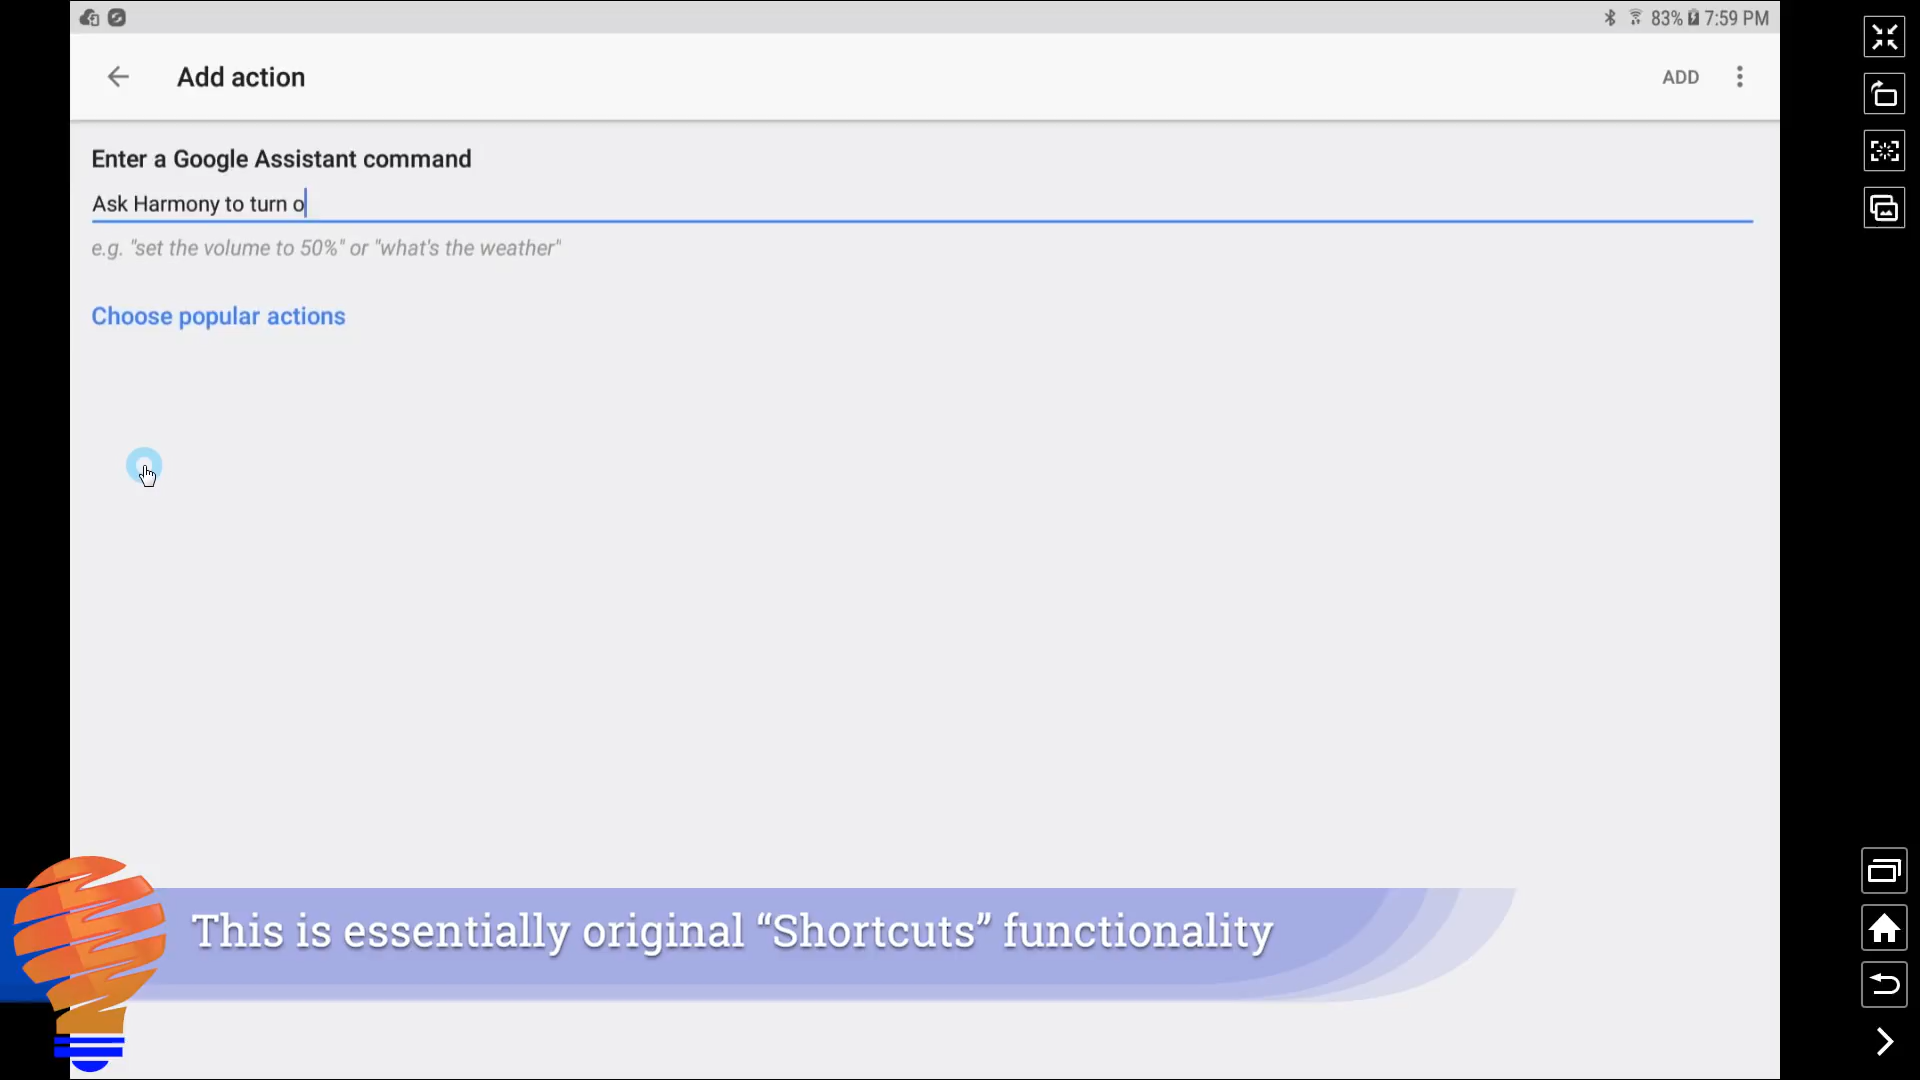 83% 7:59 PM
Add action
ADD
Enter a Google Assistant command
Ask Harmony to turn o
e.g. "set the volume to 50%" or "what's the weather"
Choose popular actions
This is essentially original “Shortcuts” functionality